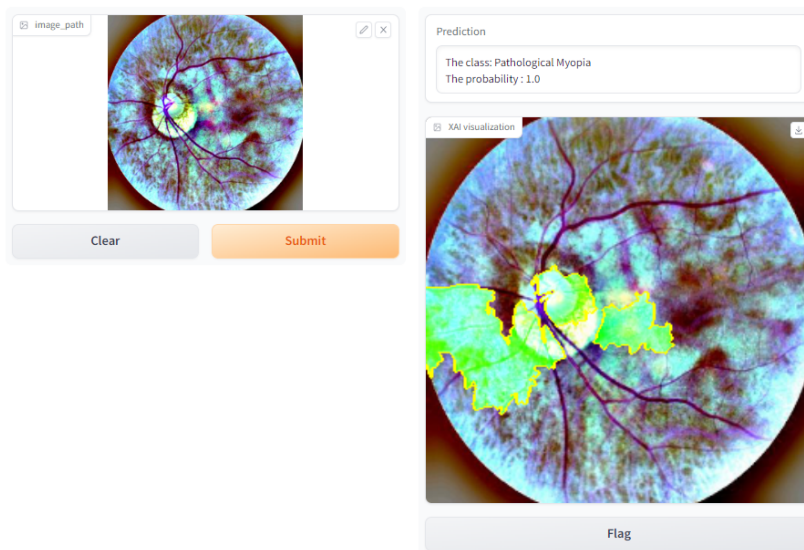 image_path
Clear
Submit
Prediction
The class: Pathological Myopia
The probability : 1.0
XAI visualization
Flag